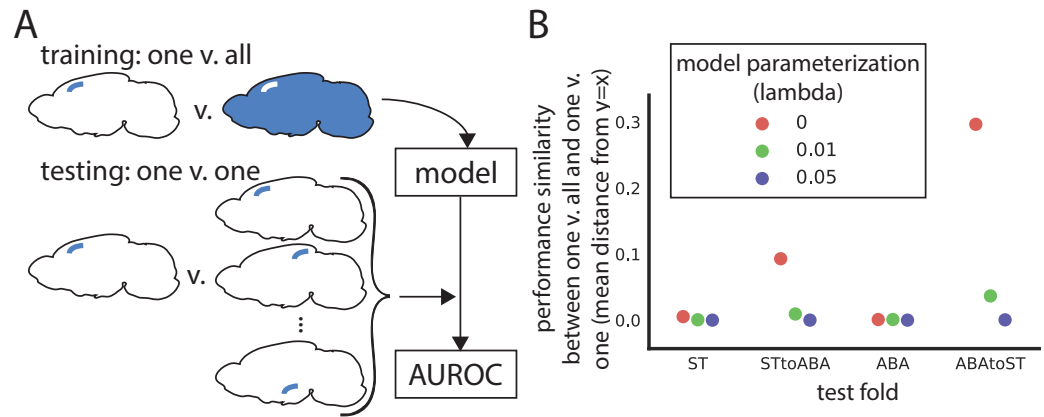 A
training: one v. all
v.
model
testing: one v. one
v.
...
AUROC
B
performance similarity
between one v. all and one v.
one (mean distance from y=x)
model parameterization
(lambda)
0
0.01
0.05
0.3
0.2
0.1
0.0
ST
STtoABA
ABA
ABAtoST
test fold